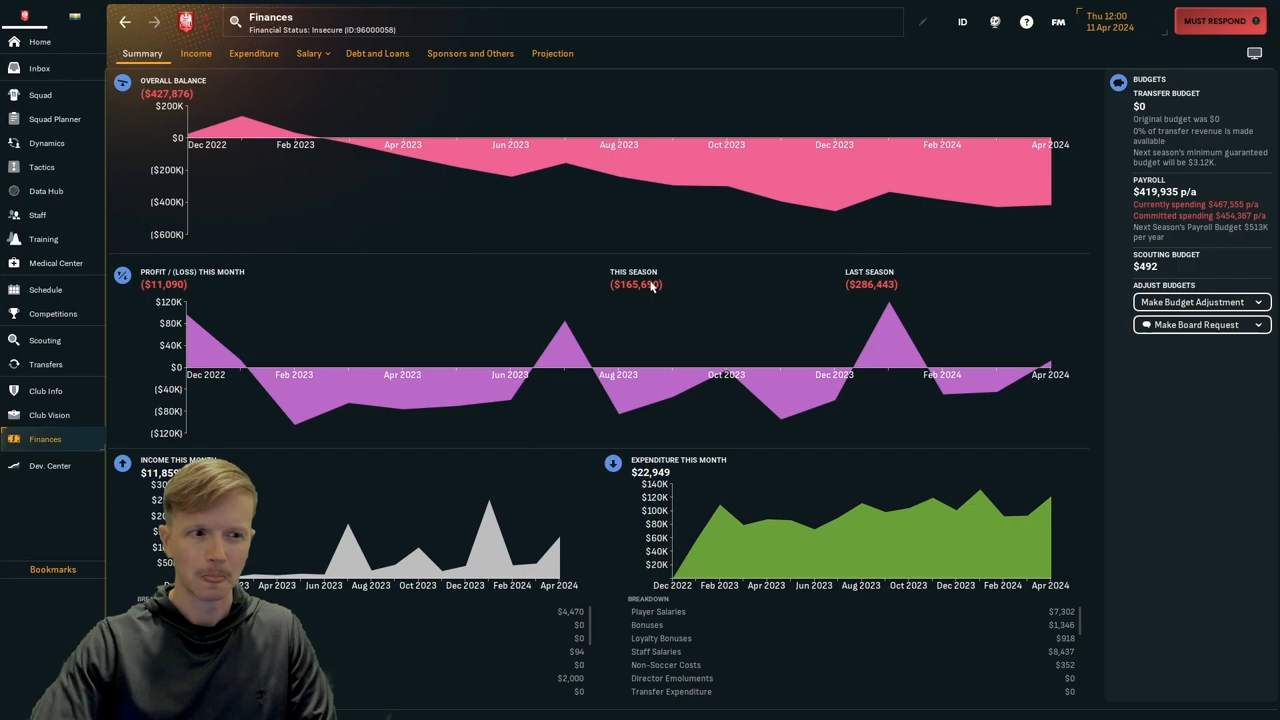 Finances
Financial Status: Insecure (ID:96000058)
ID
FM
Thu 12:00
11 Apr 2024
MUST RESPOND
Home
Inbox
Squad
Squad Planner
Dynamics
Tactics
Data Hub
Staff
Training
Medical Center
Schedule
Competitions
Scouting
Transfers
Club Info
Club Vision
Finances
Dev. Center
Bookmarks
Summary
Income
Expenditure
Salary
Debt and Loans
Sponsors and Others
Projection
OVERALL BALANCE
($427,876)
$200K
$0
($200K)
($400K)
($600K)
Dec 2022
Feb 2023
Apr 2023
Jun 2023
Aug 2023
Oct 2023
Dec 2023
Feb 2024
Apr 2024
PROFIT / (LOSS) THIS MONTH
($11,090)
THIS SEASON
LAST SEASON
($286,443)
$120K
$80K
$40K
$0
($40K)
($80K)
($120K)
Dec 2022
Feb 2023
Apr 2023
Jun 2023
Aug 2023
Oct 2023
Dec 2023
Feb 2024
Apr 2024
INCOME THIS MONTH
$11,859
Apr 2023
Jun 2023
Aug 2023
Oct 2023
Dec 2023
Feb 2024
Apr 2024
$4,470
$0
$0
$94
$0
$2,000
$0
EXPENDITURE THIS MONTH
$22,949
$140K
$120K
$100K
$80K
$60K
$40K
$20K
Dec 2022
Feb 2023
Apr 2023
Jun 2023
Aug 2023
Oct 2023
Dec 2023
Feb 2024
Apr 2024
BREAKDOWN
Player Salaries $7,302
Bonuses $1,346
Loyalty Bonuses $918
Staff Salaries $8,437
Non-Soccer Costs $352
Director Emoluments $0
Transfer Expenditure $0
BUDGETS
TRANSFER BUDGET
$0
Original budget was $0
0% of transfer revenue is made
available
Next season's minimum guaranteed
budget will be $3.12K.
PAYROLL
$419,935 p/a
Currently spending $467,555 p/a
Committed spending $454,367 p/a
Next Season's Payroll Budget $513K
per year
SCOUTING BUDGET
$492
ADJUST BUDGETS
Make Budget Adjustment
Make Board Request